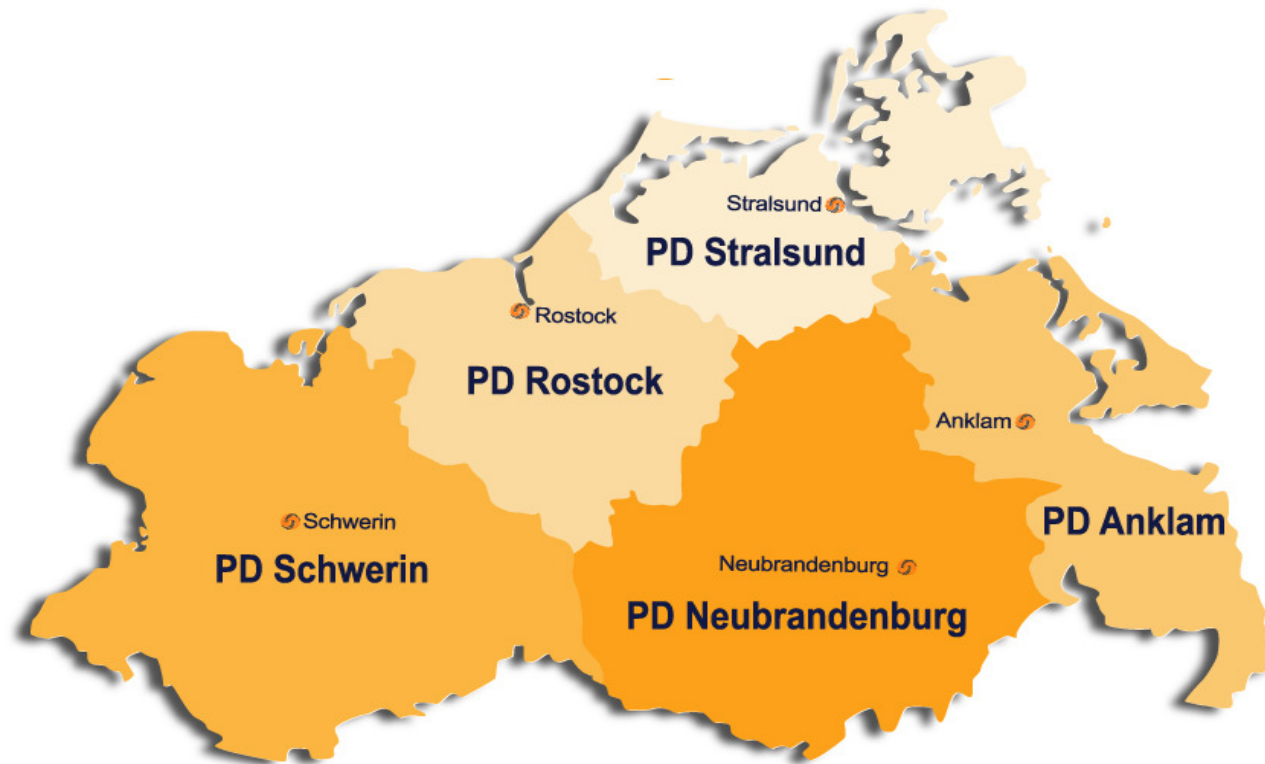 Stralsund
PD Stralsund
Rostock
PD Rostock
Anklam
PD Anklam
Schwerin
PD Schwerin
Neubrandenburg
PD Neubrandenburg